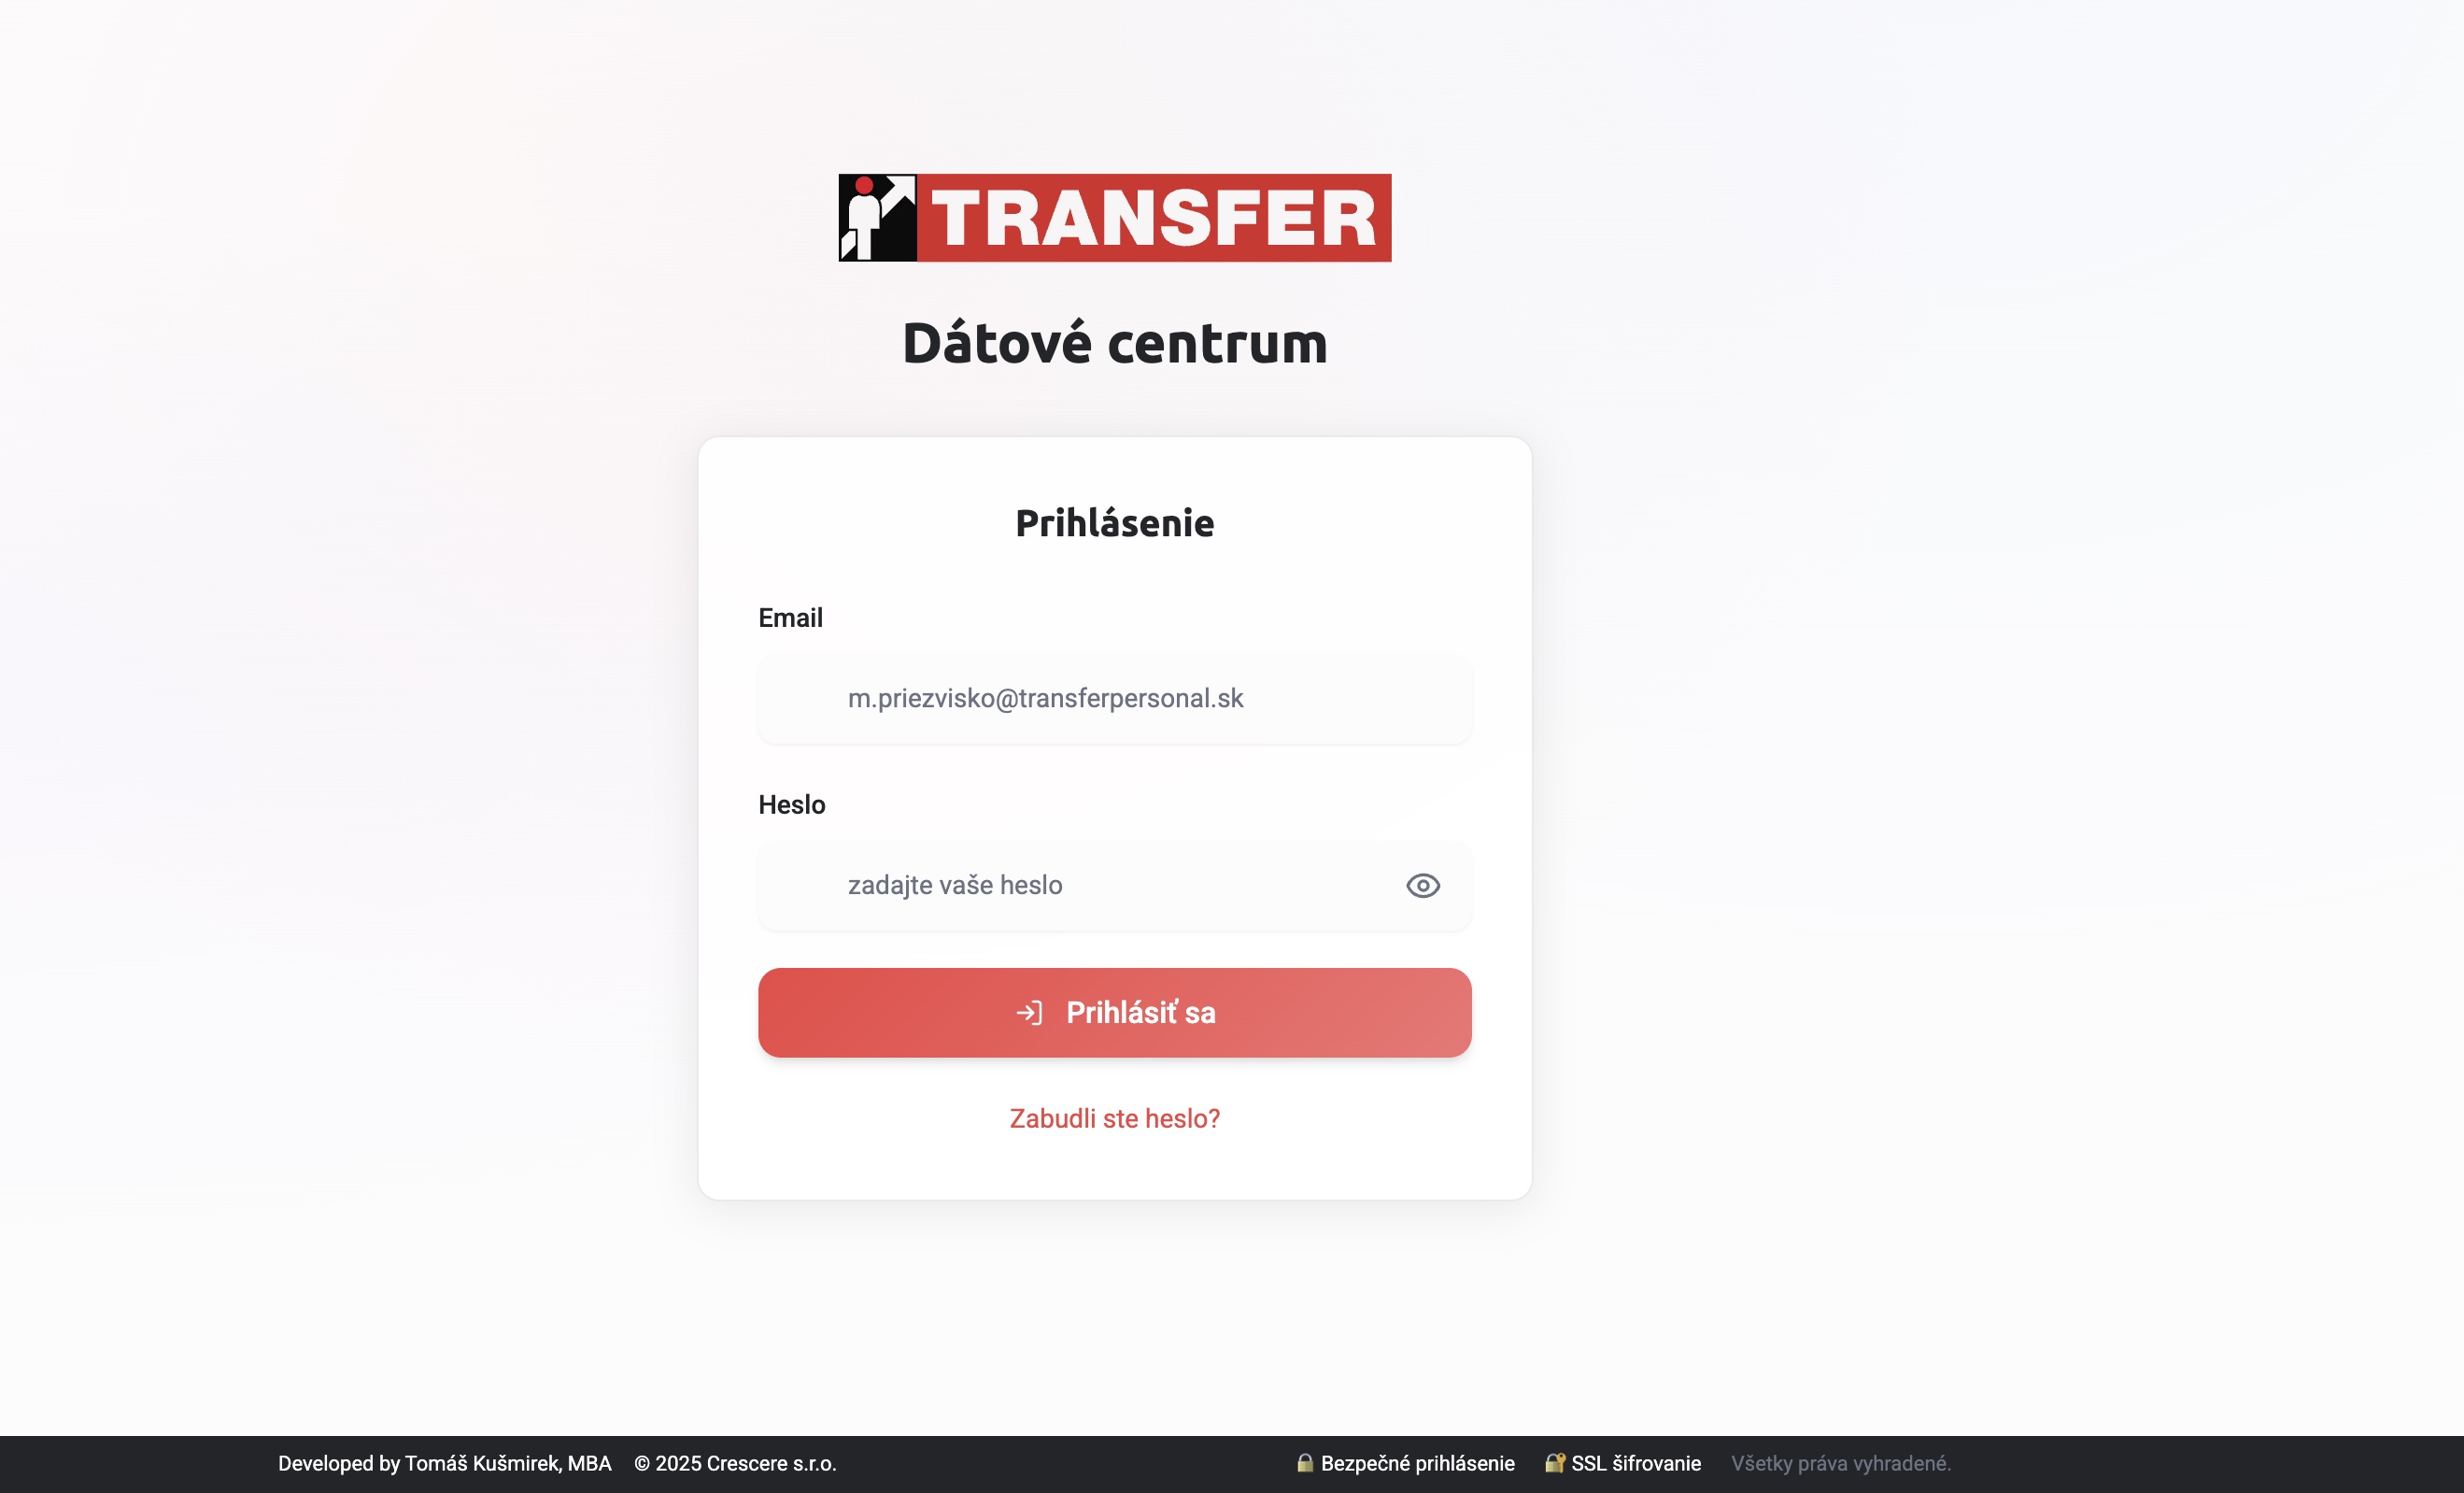 TRANSFER
Dátové centrum
Prihlásenie
Email
m.priezvisko@transferpersonal.sk
Heslo
zadajte vaše heslo
Prihlásiť sa
Zabudli ste heslo?
Developed by Tomáš Kušmirek, MBA © 2025 Crescere s.r.o. 🔒 Bezpečné prihlásenie 🔐 SSL šifrovanie Všetky práva vyhradené.